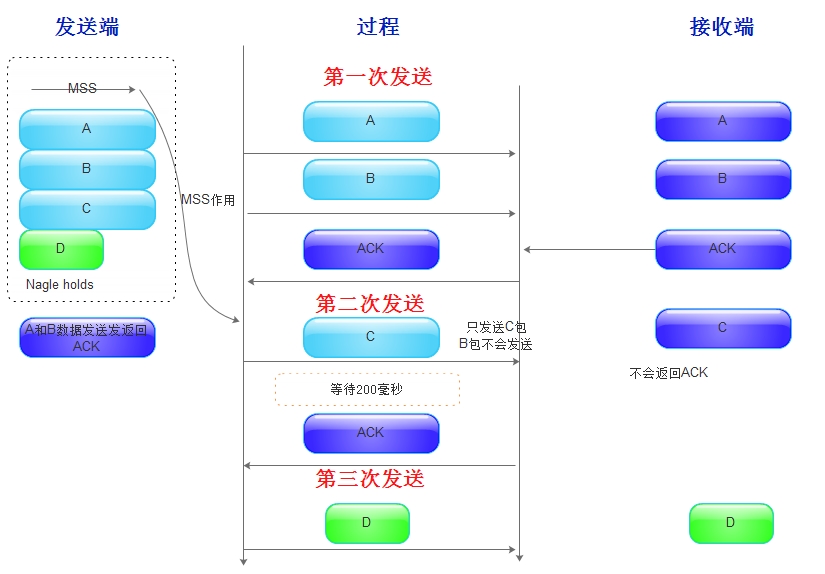 发送端
过程
接收端
MSS
A
B
C
D
Nagle holds
A和B数据发送发返回
ACK
MSS作用
第一次发送
A
B
ACK
第二次发送
C
只发送C包
B包不会发送
等待200毫秒
ACK
第三次发送
D
A
B
ACK
C
不会返回ACK
D